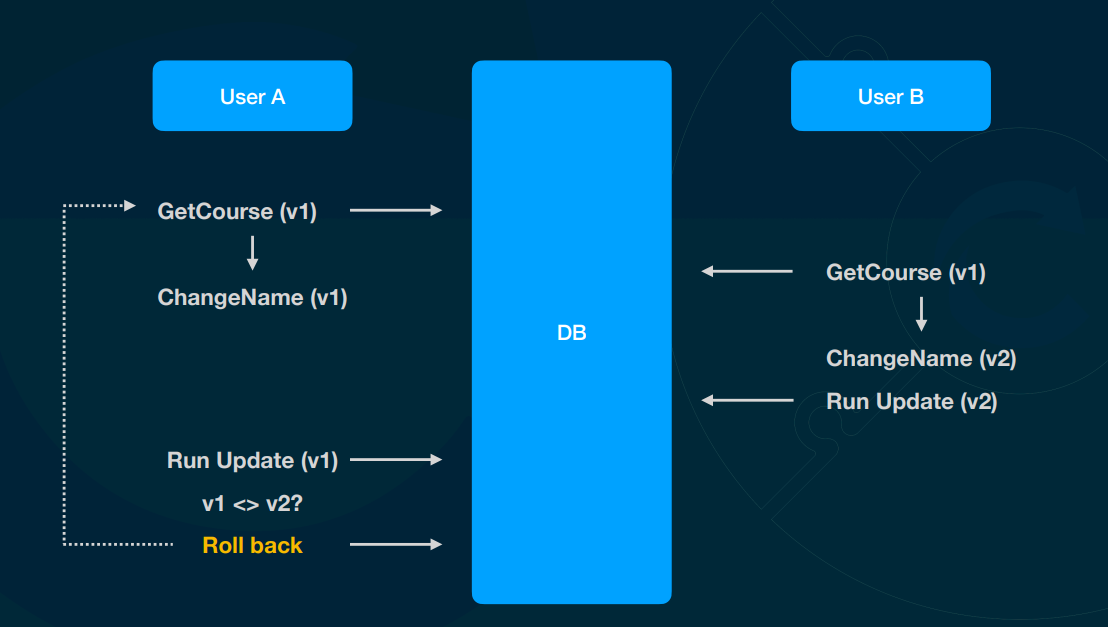 User A
User B
GetCourse (v1)
ChangeName (v1)
Run Update (v1)
v1 <> v2?
Roll back
DB
GetCourse (v1)
ChangeName (v2)
Run Update (v2)